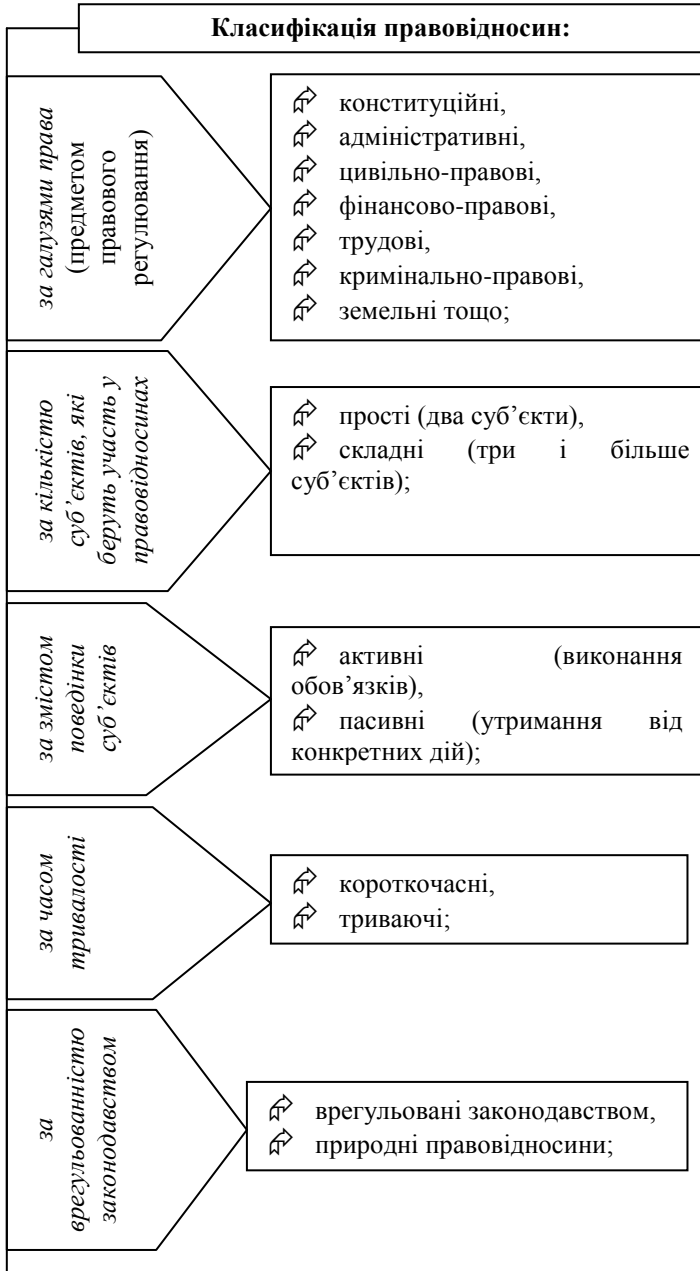 Класифікація правовідносин:
за галузями права
(предметом
правового
регулювання)
конституційні,
адміністративні,
цивільно-правові,
фінансово-правові,
трудові,
кримінально-правові,
земельні тощо;
за кількістю
суб’єктів, які
беруть участь у
правовідносинах
прості (два суб’єкти),
складні (три і більше
суб’єктів);
за змістом
поведінки
суб’єктів
активні (виконання
обов’язків),
пасивні (утримання від
конкретних дій);
за часом
тривалості
короткочасні,
триваючі;
за
врегульованністю
законодавством
врегульовані законодавством,
природні правовідносини;